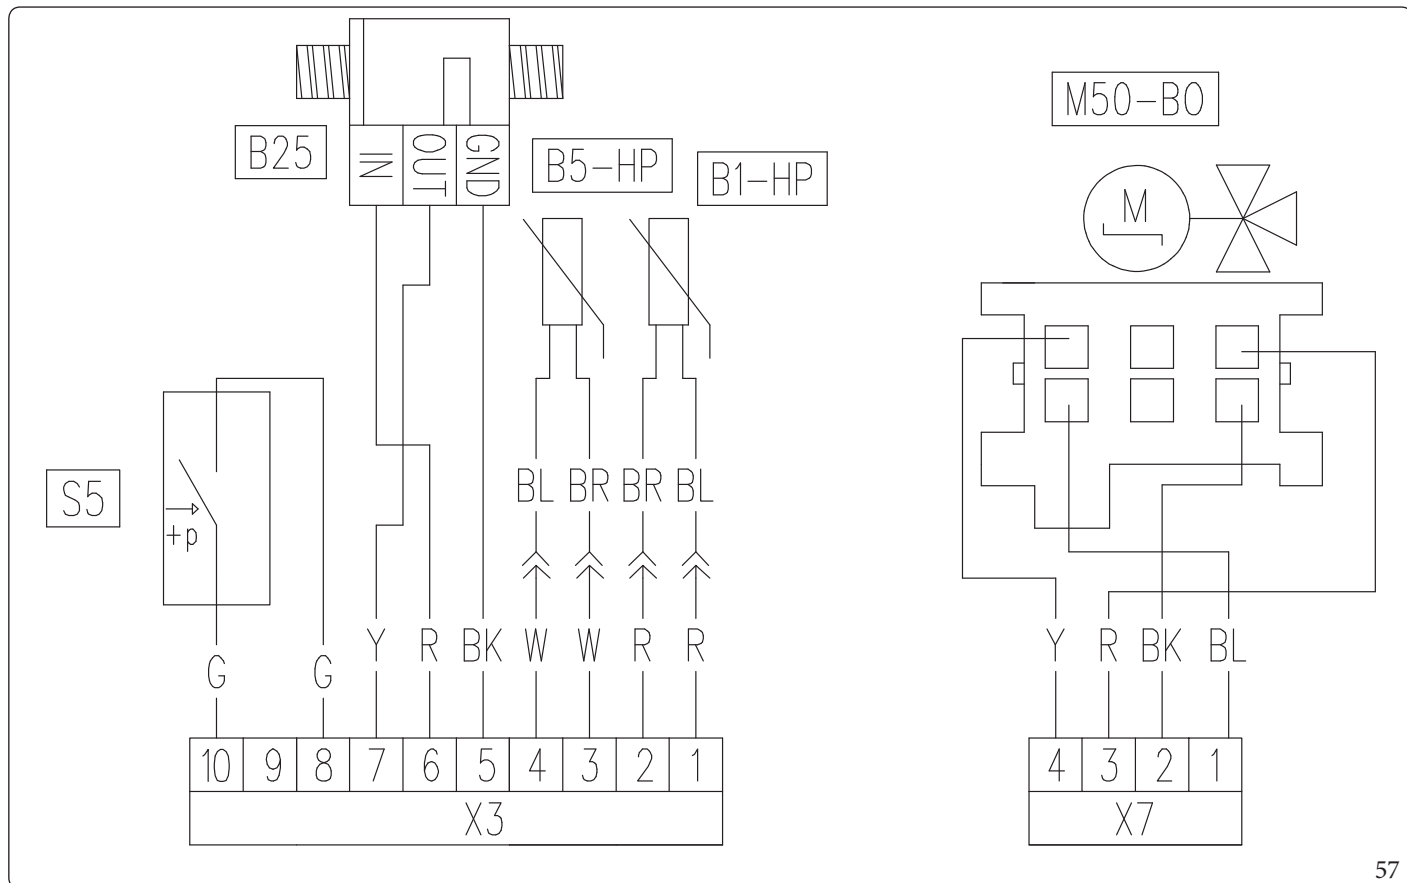 M50-B0
B25
IN
OUT
GND
B5-HP
B1-HP
M
S5
+p
BL BR BR BL
G G Y R BK W W R R
Y R BK BL
10 9 8 7 6 5 4 3 2 1
X3
4 3 2 1
X7
57